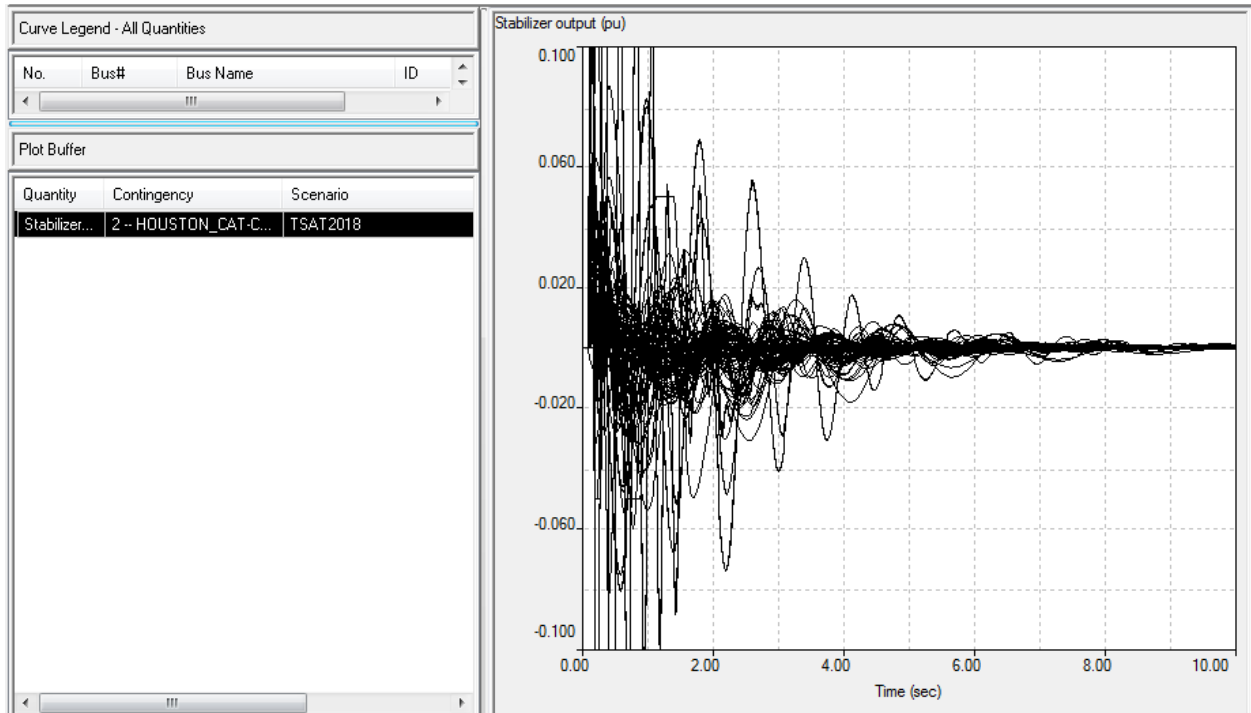 Curve Legend - All Quantities
No. Bus# Bus Name ID
Plot Buffer
Quantity Contingency Scenario
Stabilizer... 2 -- HOUSTON_CAT-C... TSAT2018
Stabilizer output (pu)
0.100
0.060
0.020
-0.020
-0.060
-0.100
0.00 2.00 4.00 6.00 8.00 10.00
Time (sec)